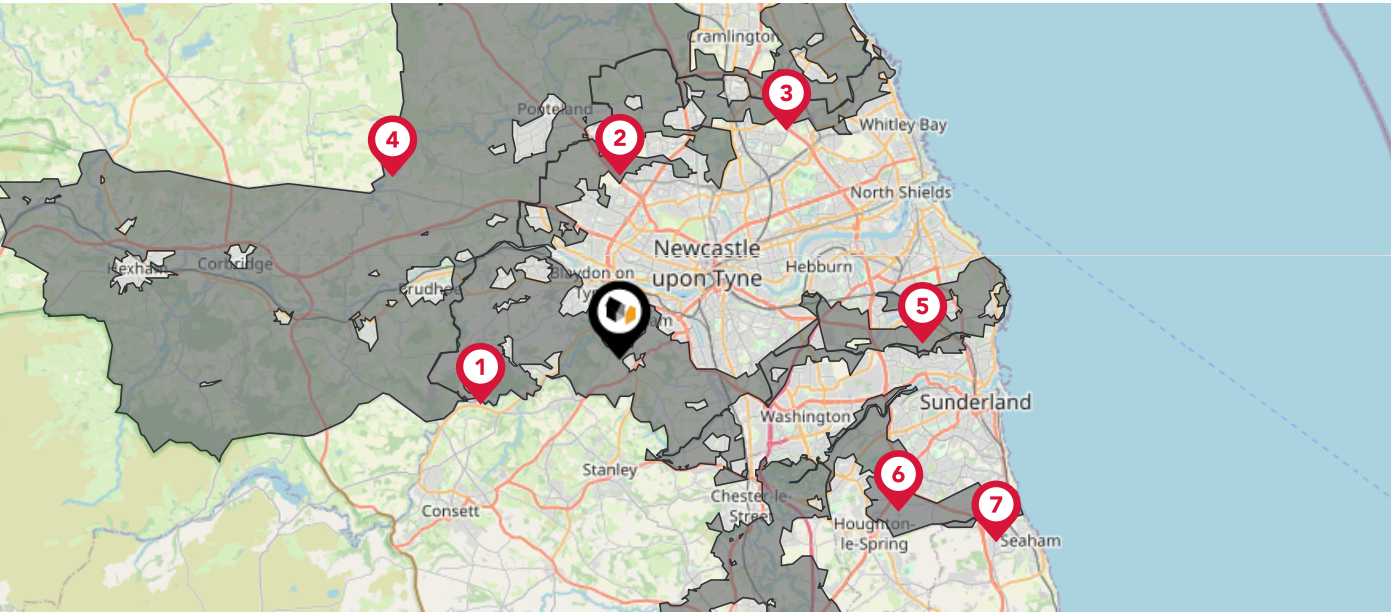 Cramlington
3
Ponteland
Whitley Bay
2
4
North Shields
Newcastle
upon Tyne
Hebburn
Hexham
Corbridge
Blaydon on
Prudhoe
5
1
Washington
Sunderland
Stanley
6
Chester-le-
Street
Consett
7
Houghton-
le-Spring
Seaham